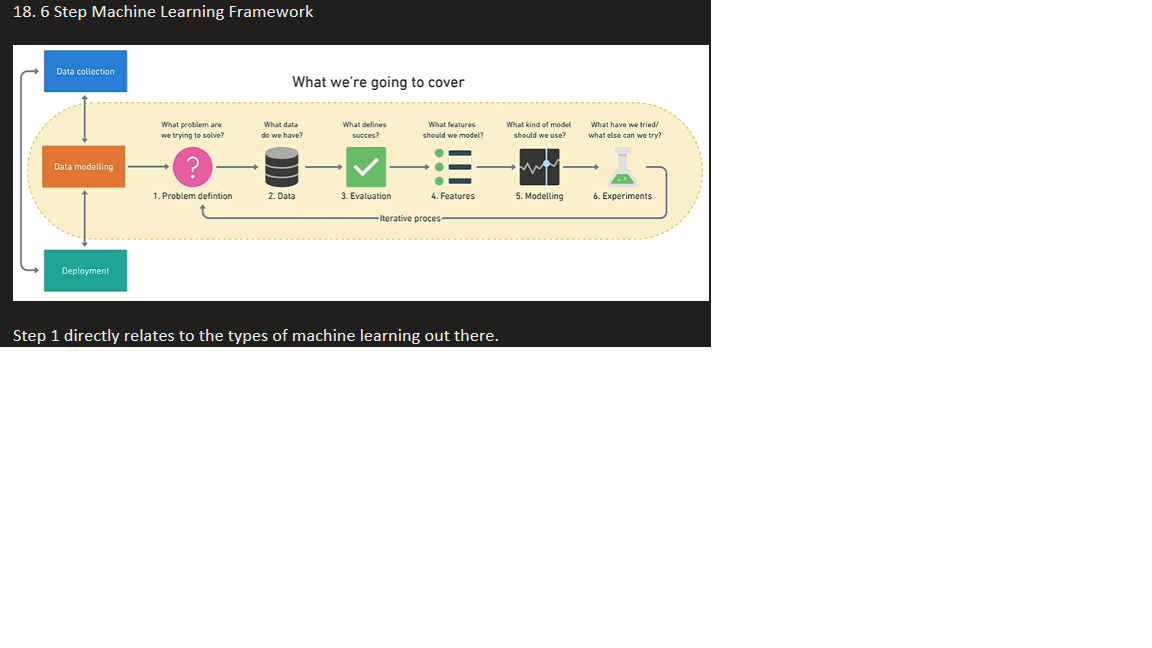 18. 6 Step Machine Learning Framework
Data collection
What we're going to cover
What problem are
we trying to solve?
What data
do we have?
What defines
succes?
What features
should we model?
What kind of model
should we use?
What have we tried/
what else can we try?
Data modelling
?
1. Problem defintion
2. Data
3. Evaluation
4. Features
5. Modelling
6. Experiments
Iterative proces
Deployment
Step 1 directly relates to the types of machine learning out there.